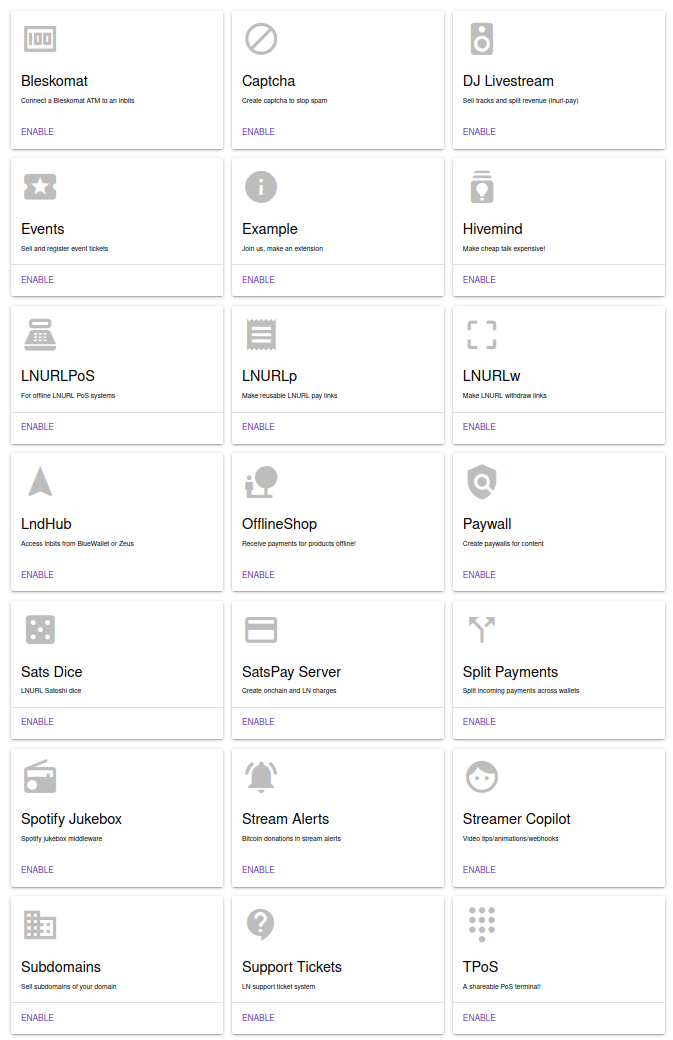 Bleskomat
Connect a Bleskomat ATM to an lnbits
ENABLE
Captcha
Create captcha to stop spam
ENABLE
DJ Livestream
Sell tracks and split revenue (lnurl-pay)
ENABLE
Events
Sell and register event tickets
ENABLE
Example
Join us, make an extension
ENABLE
Hivemind
Make cheap talk expensive!
ENABLE
LNURLPoS
For offline LNURL PoS systems
ENABLE
LNURLp
Make reusable LNURL pay links
ENABLE
LNURLw
Make LNURL withdraw links
ENABLE
LndHub
Access lnbits from BlueWallet or Zeus
ENABLE
OfflineShop
Receive payments for products offline!
ENABLE
Paywall
Create paywalls for content
ENABLE
Sats Dice
LNURL Satoshi dice
ENABLE
SatsPay Server
Create onchain and LN charges
ENABLE
Split Payments
Split incoming payments across wallets
ENABLE
Spotify Jukebox
Spotify jukebox middleware
ENABLE
Stream Alerts
Bitcoin donations in stream alerts
ENABLE
Streamer Copilot
Video tips/animations/webhooks
ENABLE
Subdomains
Sell subdomains of your domain
ENABLE
Support Tickets
LN support ticket system
ENABLE
TPoS
A shareable PoS terminal!
ENABLE